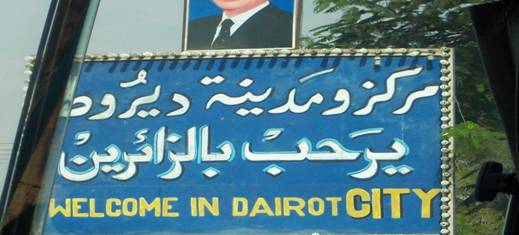 مركز ومدينة ديروط
يرحب بالزائرين
WELCOME IN DAIROT CITY